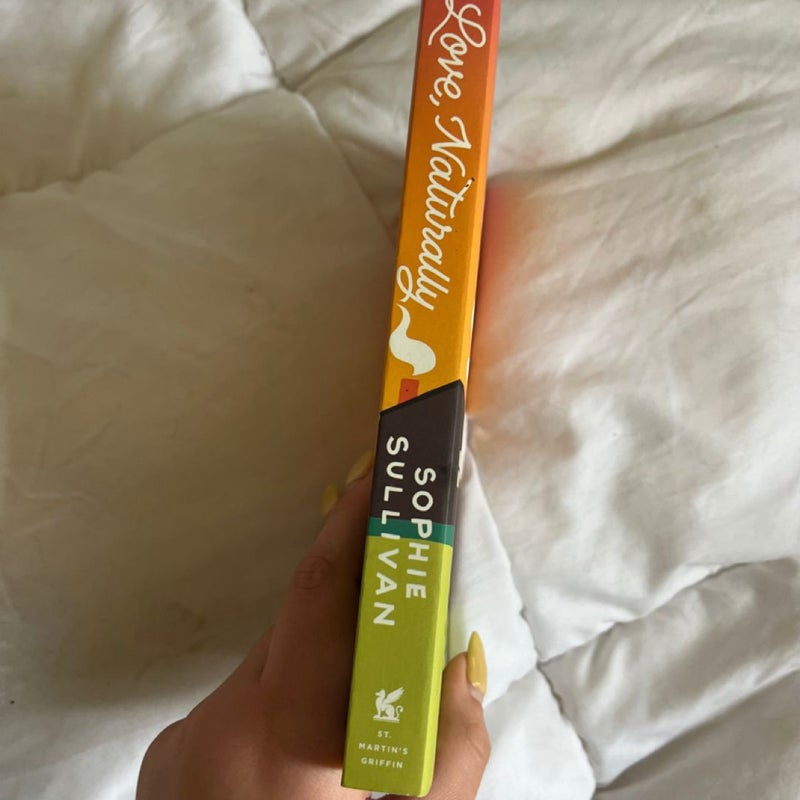 Love, Naturally
SOPHIE
SULLIVAN
ST.
MARTIN'S
GRIFFIN